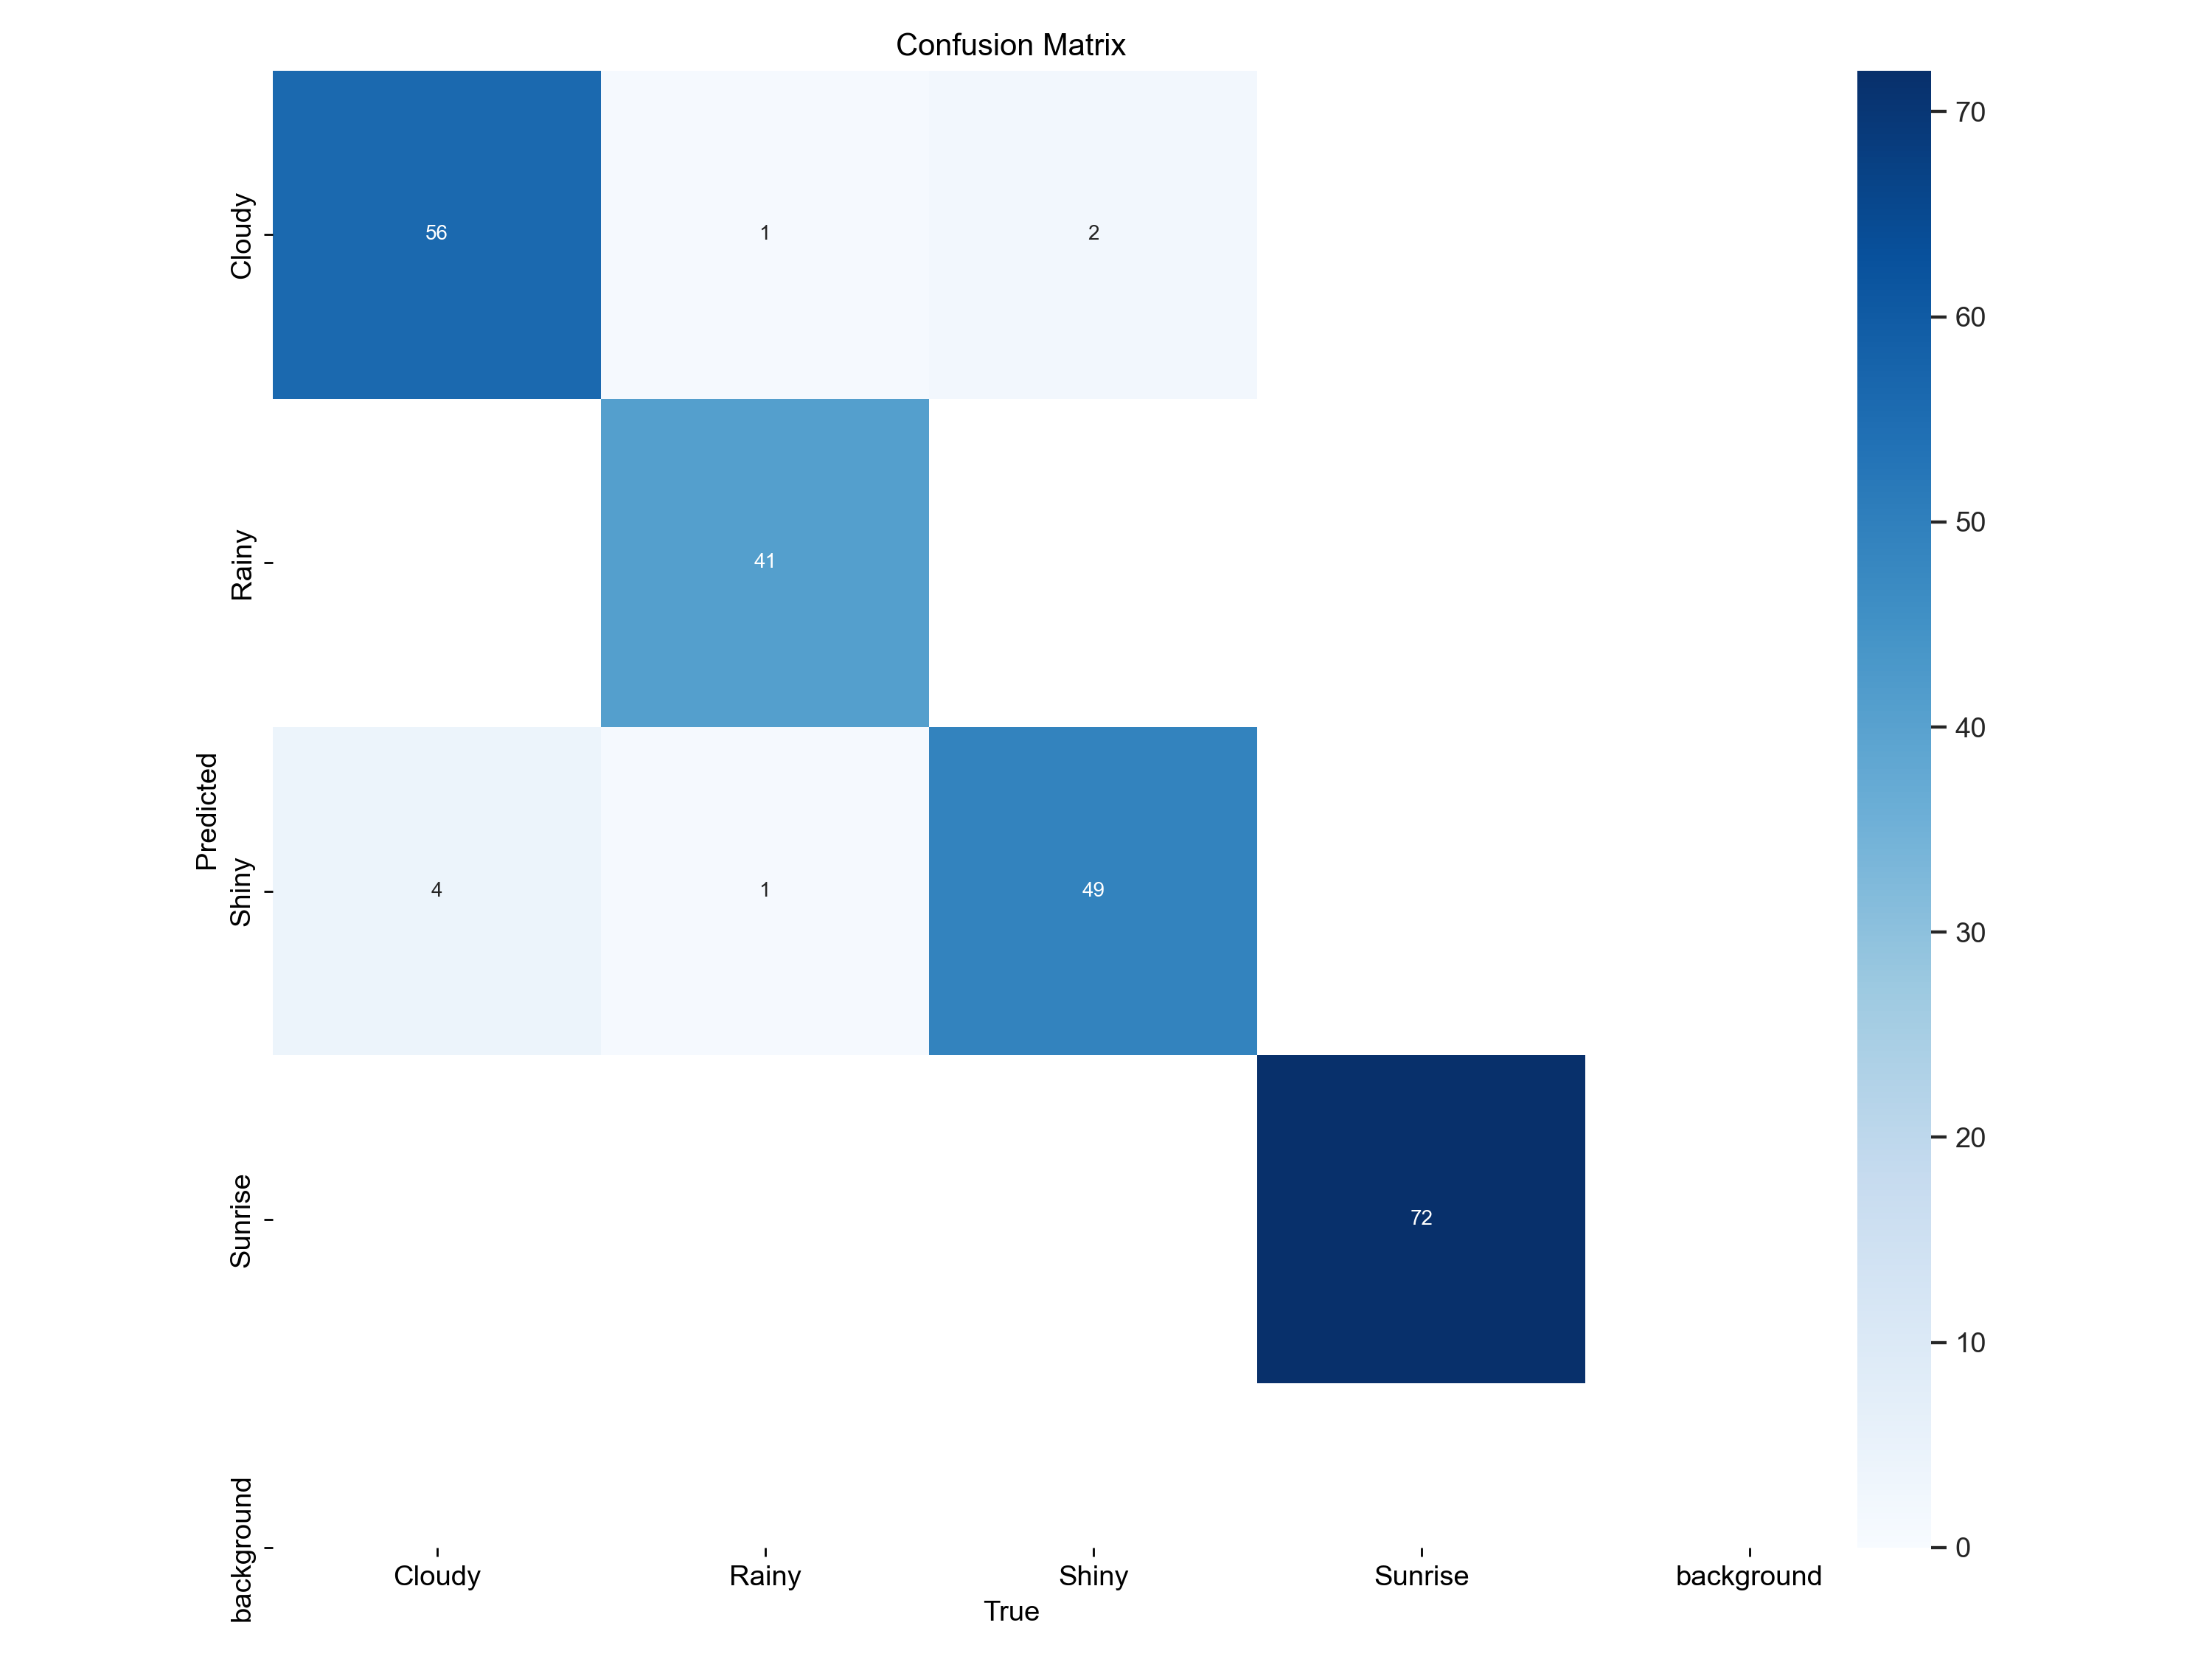 Confusion Matrix
Cloudy
56
1
2
70
60
Rainy
41
50
40
Predicted
Shiny
4
1
49
30
Sunrise
72
20
10
background
0
Cloudy
Rainy
Shiny
Sunrise
background
True